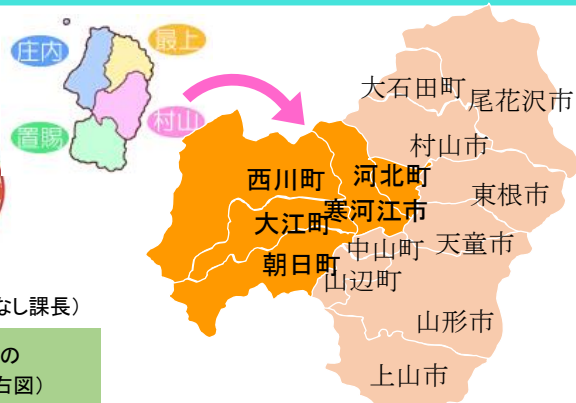 庄内
最上
置賜
村山
大石田町
尾花沢市
村山市
西川町
河北町
東根市
大江町
寒河江市
中山町
天童市
朝日町
山辺町
山形市
上山市
なし課長）
の
右図）